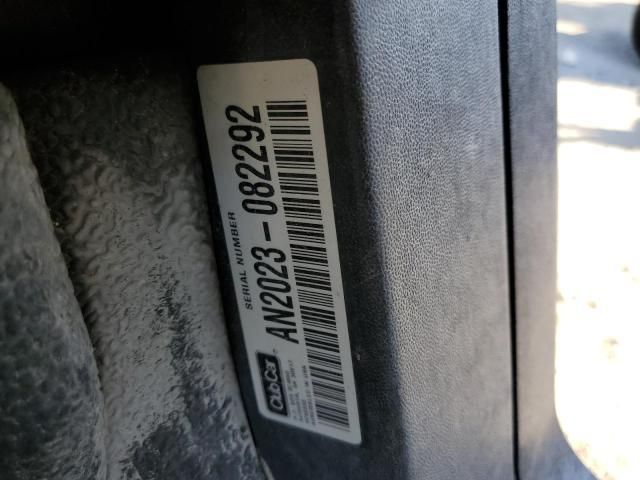 SERIAL NUMBER
AN2023-082292
Club Car